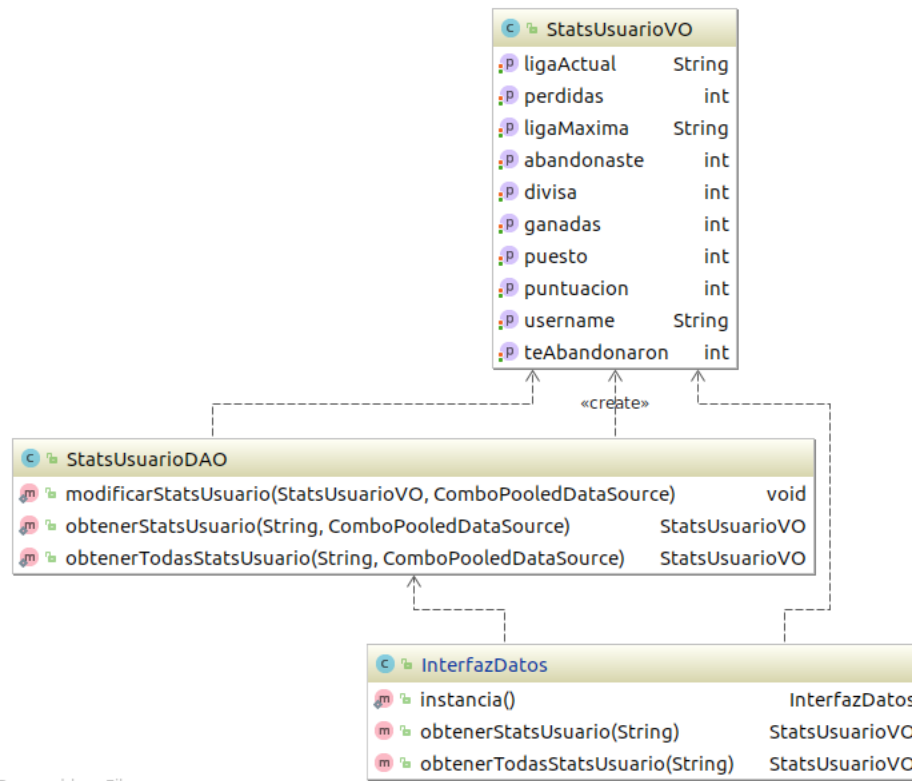 StatsUsuarioVO
ligaActual String
perdidas int
ligaMaxima String
abandonaste int
divisa int
ganadas int
puesto int
puntuacion int
username String
teAbandonaron int
«create»
StatsUsuarioDAO
modificarStatsUsuario(StatsUsuarioVO, ComboPooledDataSource) void
obtenerStatsUsuario(String, ComboPooledDataSource) StatsUsuarioVO
obtenerTodasStatsUsuario(String, ComboPooledDataSource) StatsUsuarioVO
InterfazDatos
instancia() InterfazDatos
obtenerStatsUsuario(String) StatsUsuarioVO
obtenerTodasStatsUsuario(String) StatsUsuarioVO